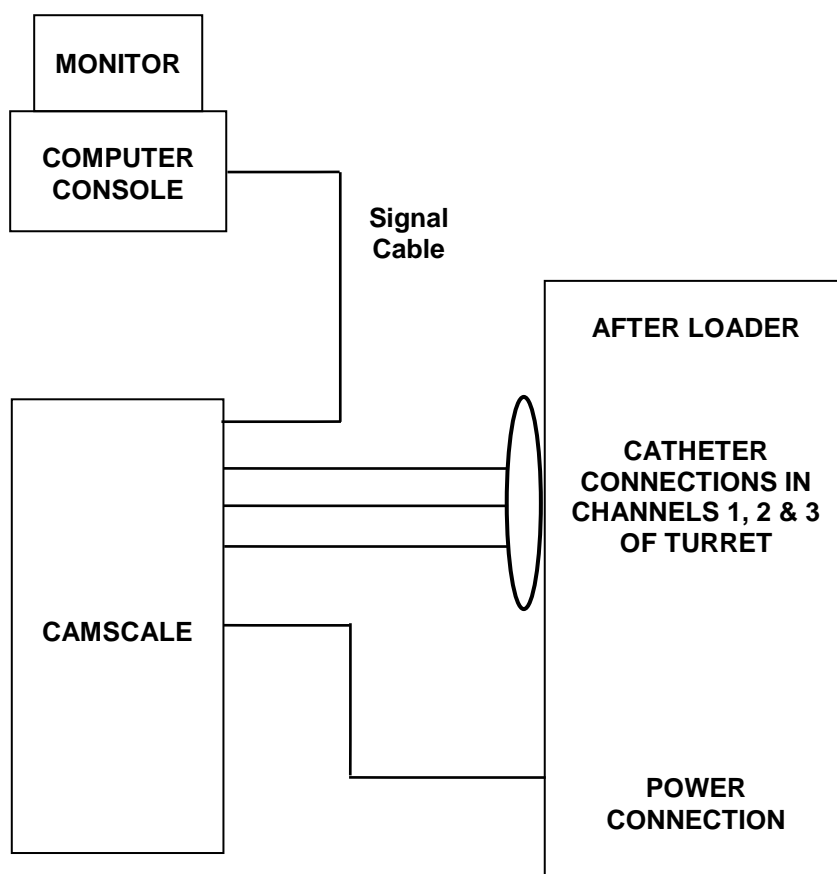 MONITOR
COMPUTER
CONSOLE
Signal
Cable
AFTER LOADER
CATHETER
CONNECTIONS IN
CHANNELS 1, 2 & 3
OF TURRET
CAMSCALE
POWER
CONNECTION